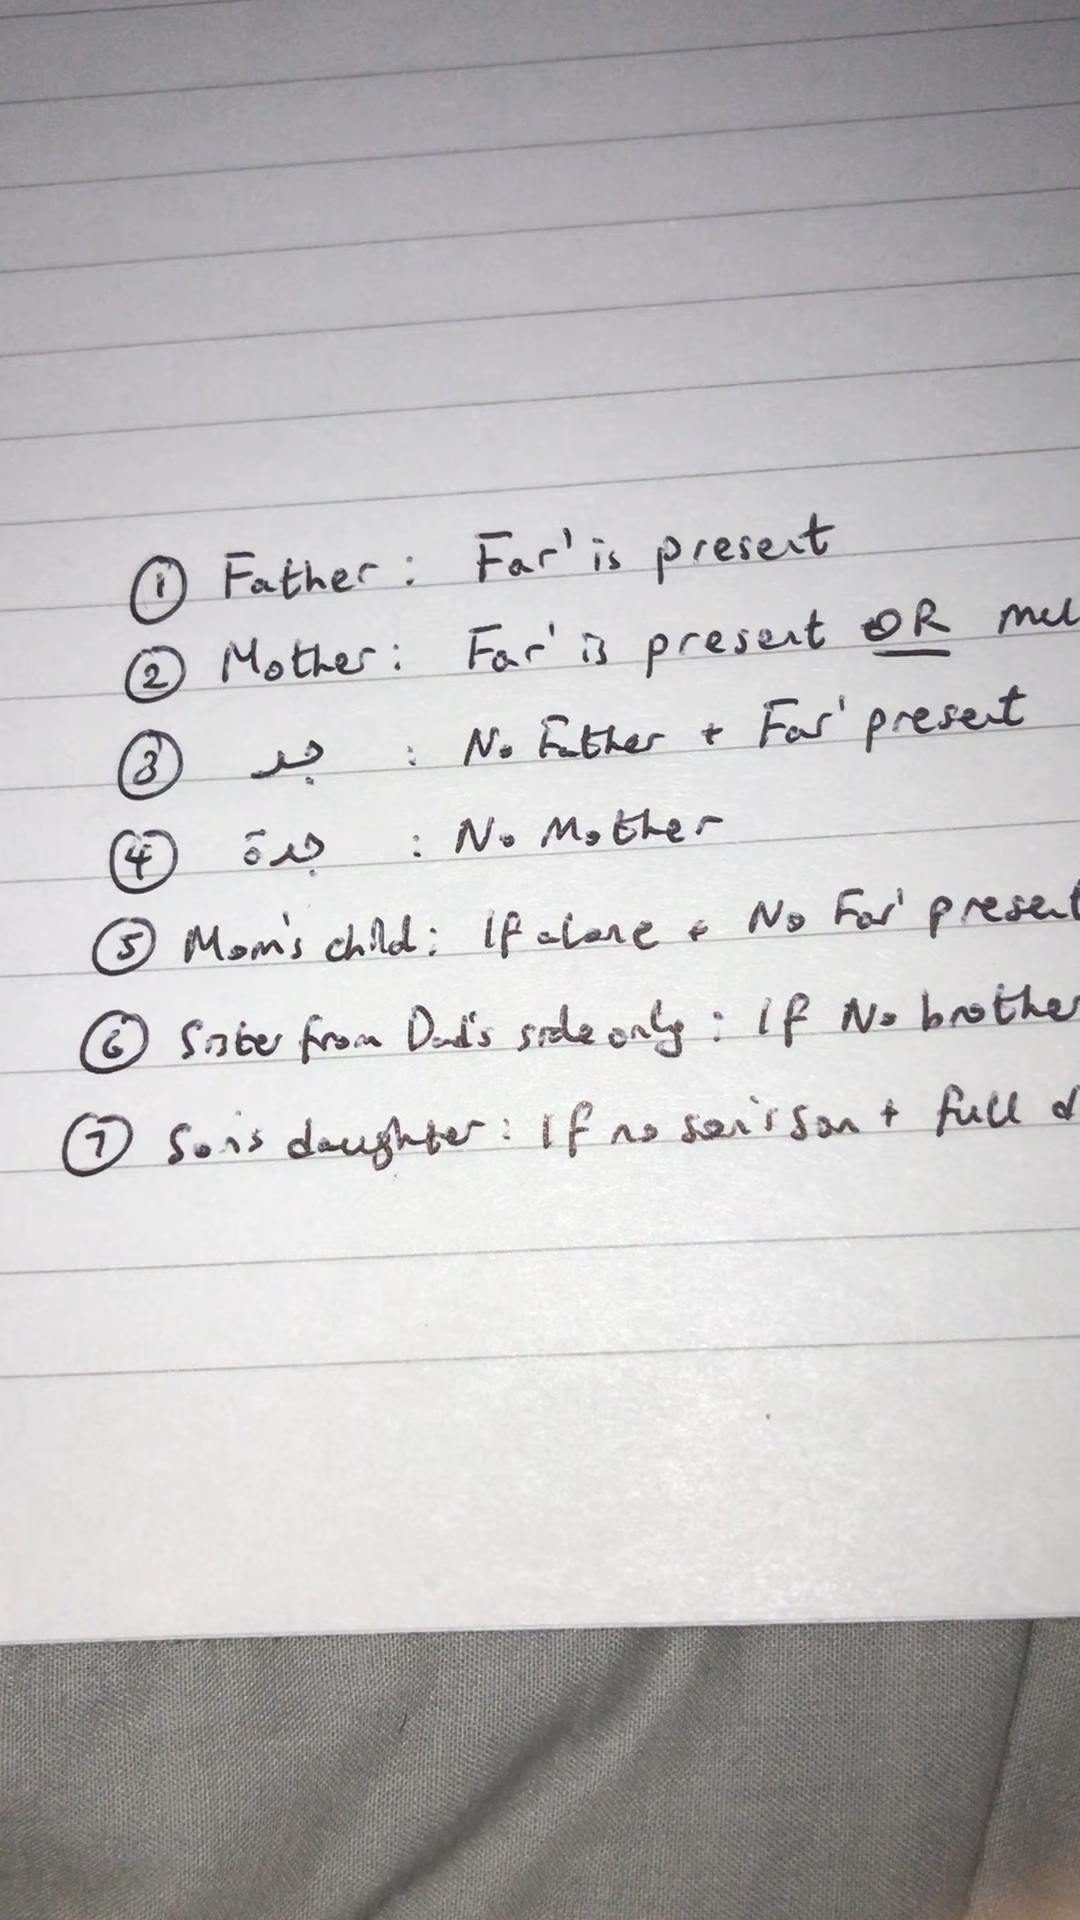 ① Father: Far' is present
② Mother: Far' is present OR mul
③ جد : No Father + Far' present
④ جدة : No Mother
⑤ Mom's child: If alone + No Far' present
⑥ Sister from Dad's side only: If No brother
⑦ Son's daughter: If no son's son + full d